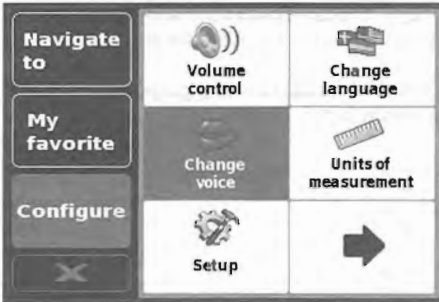 Navigate
to
My
favorite
Configure
Volume
control
Change
language
Change
voice
Units of
measurement
Setup